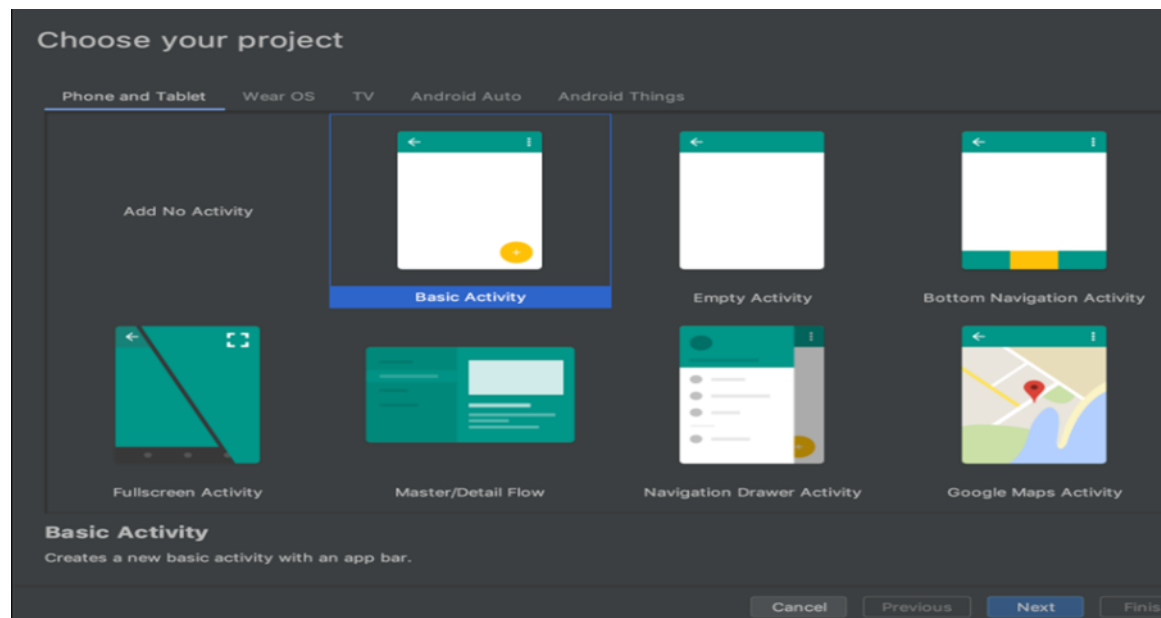 Choose your project
Phone and Tablet Wear OS TV Android Auto Android Things
Add No Activity
Basic Activity Empty Activity Bottom Navigation Activity
Fullscreen Activity Master/Detail Flow Navigation Drawer Activity Google Maps Activity
Basic Activity
Creates a new basic activity with an app bar.
Cancel Previous Next Finis